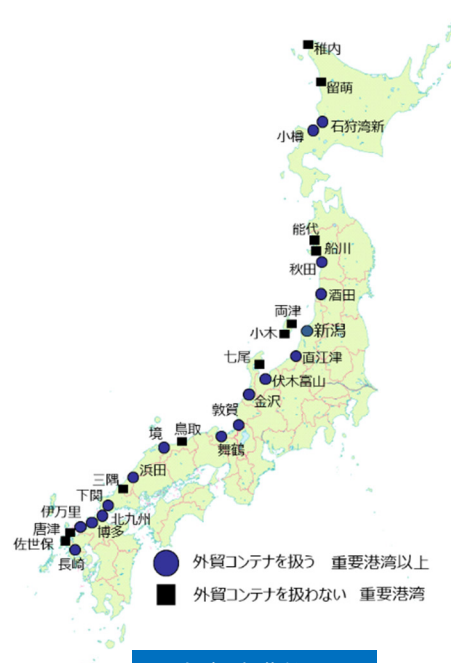 稚内
留萌
石狩湾新
小樽
能代
船川
秋田
酒田
両津
新潟
小木
直江津
七尾
伏木富山
金沢
敦賀
舞鶴
境
鳥取
浜田
三隅
下関
北九州
伊万里
博多
唐津
佐世保
長崎
外貿コンテナを扱う 重要港湾以上
外貿コンテナを扱わない 重要港湾